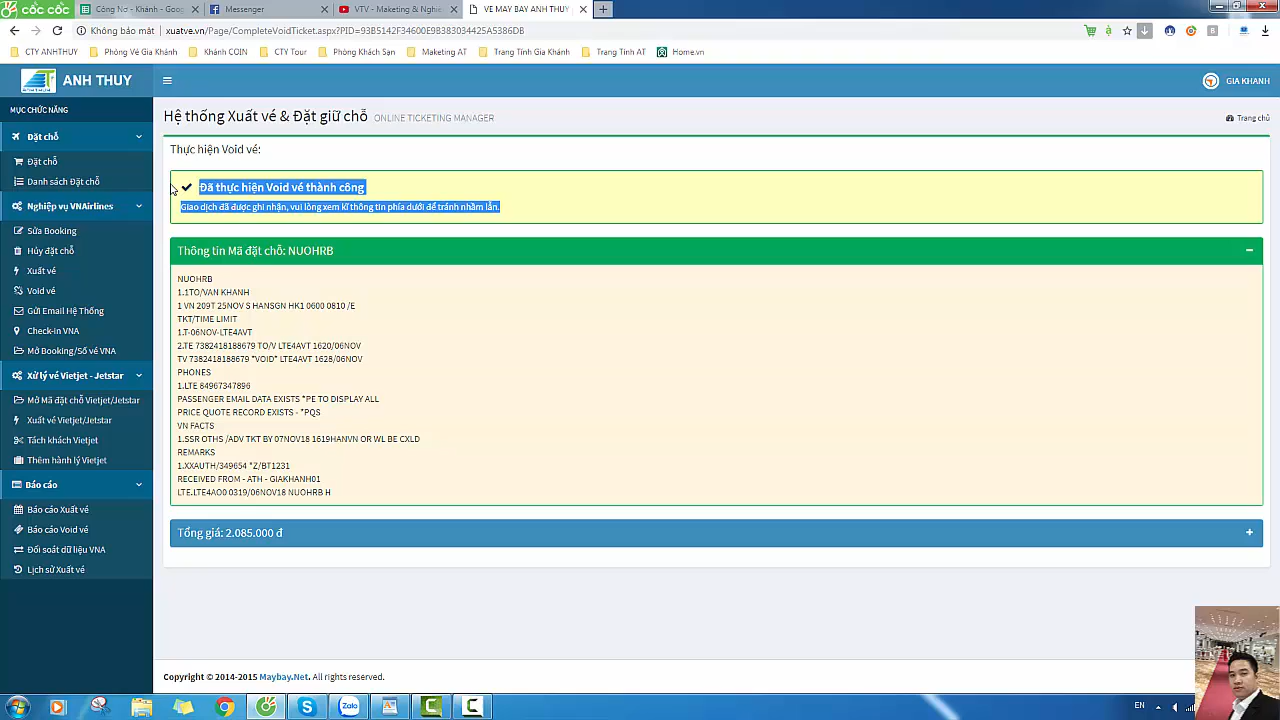 CỐC CỐC
Công Nợ - Khánh - Goog
Messenger
VTV - Maketing & Nghiệ
VE MAY BAY ANH THUY
Không bảo mật
xuatve.vn/Page/CompleteVoidTicket.aspx?PID=93B5142F34600E9EB83034425A5386DB
CTY ANHTHUY
Phòng Vé Gia Khánh
Khánh COIN
CTY Tour
Phòng Khách Sạn
Maketing AT
Trang Tính Gia Khánh
Trang Tính AT
Home.vn
ANH THUY
GIA KHANH
MỤC CHỨC NĂNG
Đặt chỗ
Đặt chỗ
Danh sách Đặt chỗ
Nghiệp vụ VNAirlines
Sửa Booking
Hủy đặt chỗ
Xuất vé
Void vé
Gửi Email Hệ Thống
Check-in VNA
Mở Booking/Số vé VNA
Xử lý vé Vietjet - Jetstar
Mở Mã đặt chỗ Vietjet/Jetstar
Xuất vé Vietjet/Jetstar
Tách khách Vietjet
Thêm hành lý Vietjet
Báo cáo
Báo cáo Xuất vé
Báo cáo Void vé
Đối soát dữ liệu VNA
Lịch sử Xuất vé
Hệ thống Xuất vé & Đặt giữ chỗ ONLINE TICKETING MANAGER
Trang chủ
Thực hiện Void vé:
Đã thực hiện Void vé thành công
Giao dịch đã được ghi nhận, vui lòng xem kĩ thông tin phía dưới để tránh nhầm lẫn.
Thông tin Mã đặt chỗ: NUOHRB
NUOHRB
1.1TO/VAN KHANH
1 VN 209T 25NOV S HANSGN HK1 0600 0810 /E
TKT/TIME LIMIT
1.T-06NOV-LTE4AVT
2.TE 7382418188679 TO/V LTE4AVT 1620/06NOV
TV 7382418188679 *VOID* LTE4AVT 1628/06NOV
PHONES
1.LTE 84967347896
PASSENGER EMAIL DATA EXISTS *PE TO DISPLAY ALL
PRICE QUOTE RECORD EXISTS - *PQS
VN FACTS
1.SSR OTHS /ADV TKT BY 07NOV18 1619HANVN OR WL BE CXLD
REMARKS
1.XXAUTH/349654 *Z/BT1231
RECEIVED FROM - ATH - GIAKHANH01
LTE.LTE4AO0 0319/06NOV18 NUOHRB H
Tổng giá: 2.085.000 đ
Copyright © 2014-2015 Maybay.Net. All rights reserved.
Zalo
EN